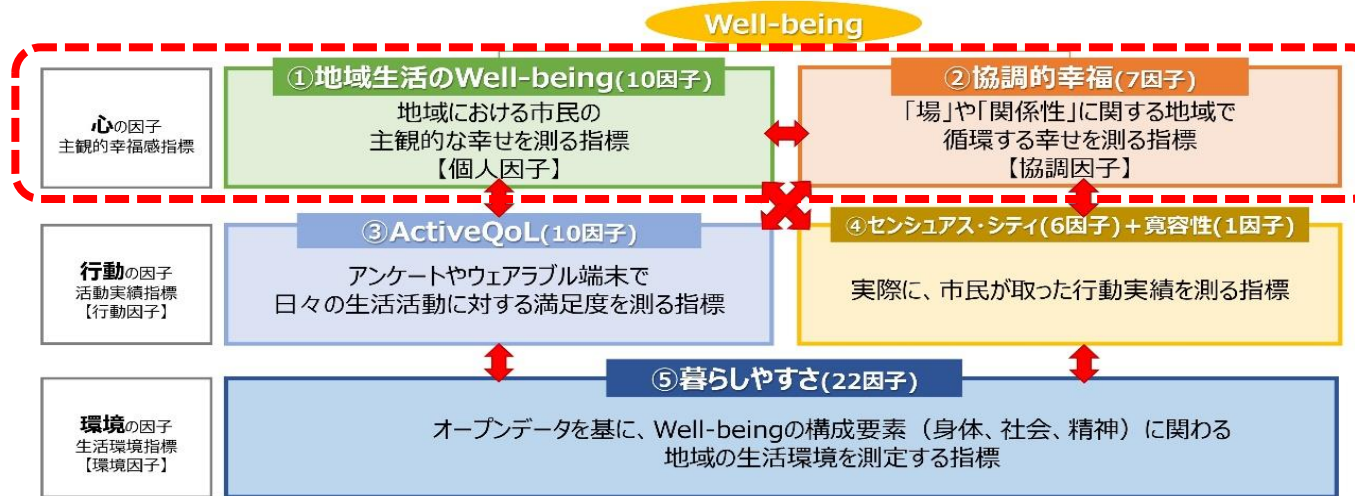 Well-being
心の因子
主観的幸福感指標
①地域生活のWell-being(10因子)
地域における市民の
主観的な幸せを測る指標
【個人因子】
②協調的幸福(7因子)
「場」や「関係性」に関する地域で
循環する幸せを測る指標
【協調因子】
行動の因子
活動実績指標
【行動因子】
③ActiveQoL(10因子)
アンケートやウェアラブル端末で
日々の生活活動に対する満足度を測る指標
④センシュアス・シティ(6因子)＋寛容性(1因子)
実際に、市民が取った行動実績を測る指標
環境の因子
生活環境指標
【環境因子】
⑤暮らしやすさ(22因子)
オープンデータを基に、Well-beingの構成要素（身体、社会、精神）に関わる
地域の生活環境を測定する指標